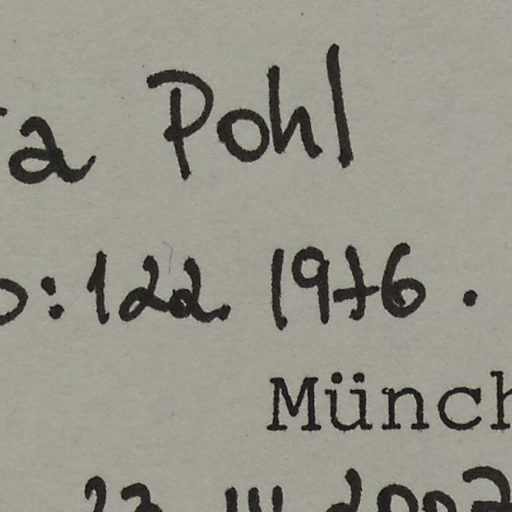 a Pohl
: 122. 1976.
Münch